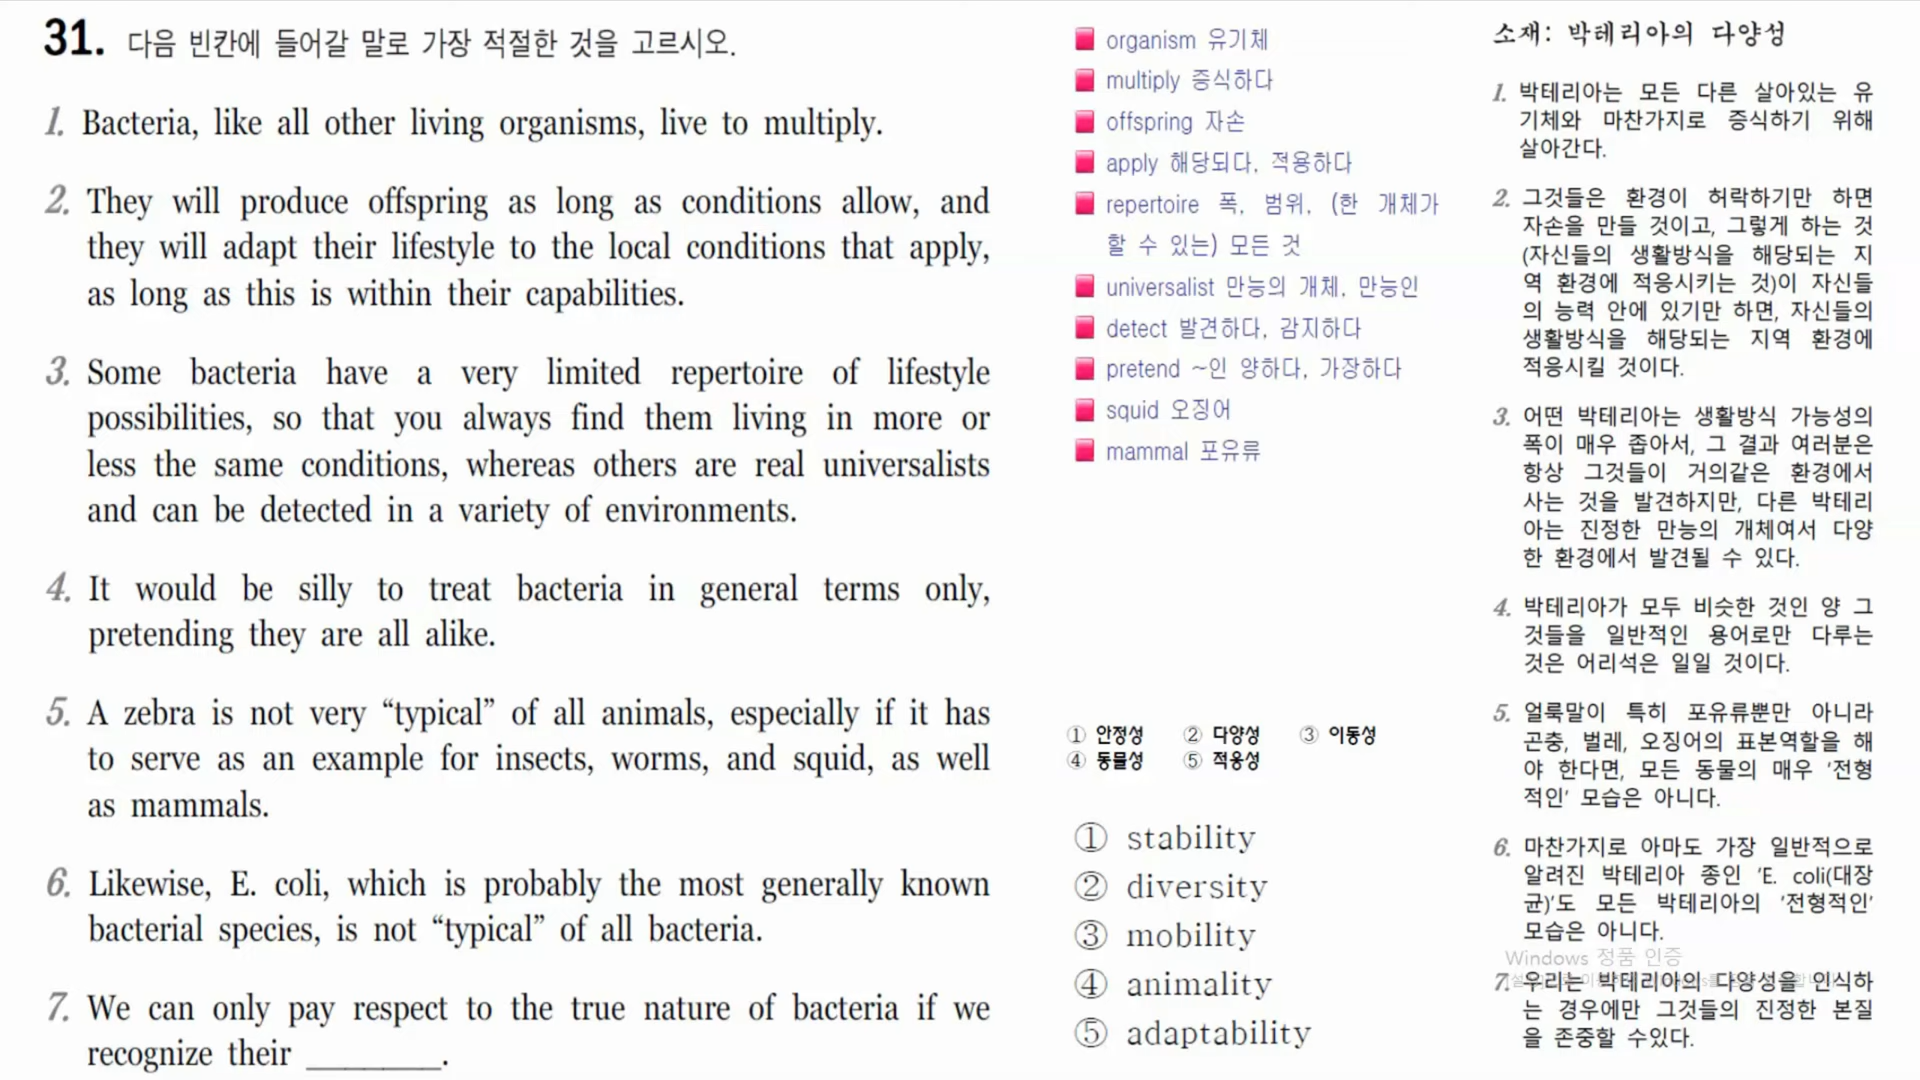 31. 다음 빈칸에 들어갈 말로 가장 적절한 것을 고르시오.
1. Bacteria, like all other living organisms, live to multiply.
2. They will produce offspring as long as conditions allow, and
they will adapt their lifestyle to the local conditions that apply,
as long as this is within their capabilities.
3. Some bacteria have a very limited repertoire of lifestyle
possibilities, so that you always find them living in more or
less the same conditions, whereas others are real universalists
and can be detected in a variety of environments.
4. It would be silly to treat bacteria in general terms only,
pretending they are all alike.
5. A zebra is not very “typical” of all animals, especially if it has
to serve as an example for insects, worms, and squid, as well
as mammals.
6. Likewise, E. coli, which is probably the most generally known
bacterial species, is not “typical” of all bacteria.
7. We can only pay respect to the true nature of bacteria if we
recognize their ________.
organism 유기체
multiply 증식하다
offspring 자손
apply 해당되다, 적용하다
repertoire 폭, 범위, (한 개체가
할 수 있는) 모든 것
universalist 만능의 개체, 만능인
detect 발견하다, 감지하다
pretend ~인 양하다, 가장하다
squid 오징어
mammal 포유류
① 안정성 ② 다양성 ③ 이동성
④ 동물성 ⑤ 적응성
① stability
② diversity
③ mobility
④ animality
⑤ adaptability
소재: 박테리아의 다양성
1. 박테리아는 모든 다른 살아있는 유
기체와 마찬가지로 증식하기 위해
살아간다.
2. 그것들은 환경이 허락하기만 하면
자손을 만들 것이고, 그렇게 하는 것
(자신들의 생활방식을 해당되는 지
역 환경에 적응시키는 것)이 자신들
의 능력 안에 있기만 하면, 자신들의
생활방식을 해당되는 지역 환경에
적응시킬 것이다.
3. 어떤 박테리아는 생활방식 가능성의
폭이 매우 좁아서, 그 결과 여러분은
항상 그것들이 거의같은 환경에서
사는 것을 발견하지만, 다른 박테리
아는 진정한 만능의 개체여서 다양
한 환경에서 발견될 수 있다.
4. 박테리아가 모두 비슷한 것인 양 그
것들을 일반적인 용어로만 다루는
것은 어리석은 일일 것이다.
5. 얼룩말이 특히 포유류뿐만 아니라
곤충, 벌레, 오징어의 표본역할을 해
야 한다면, 모든 동물의 매우 ‘전형
적인’ 모습은 아니다.
6. 마찬가지로 아마도 가장 일반적으로
알려진 박테리아 종인 ‘E. coli(대장
균)’도 모든 박테리아의 ‘전형적인’
모습은 아니다.
Windows 정품 인증
7. 우리는 박테리아의 다양성을 인식하
는 경우에만 그것들의 진정한 본질
을 존중할 수있다.